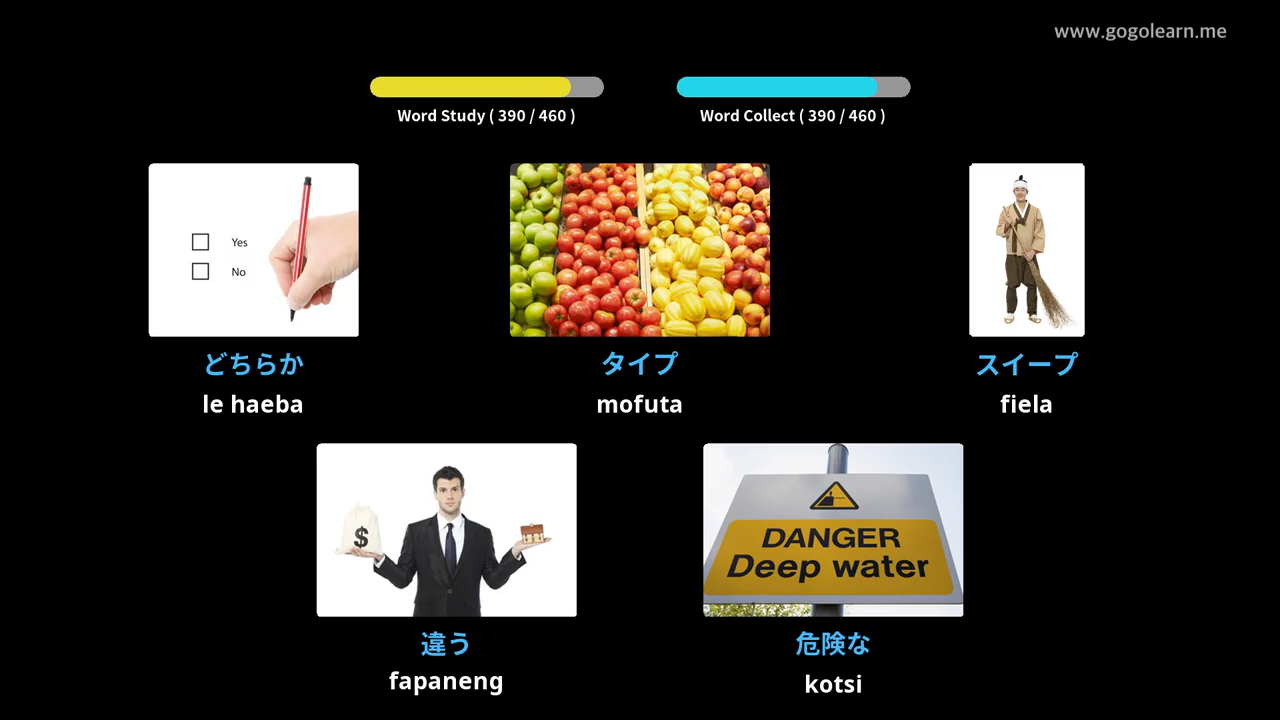 www.gogolearn.me
Word Study ( 390 / 460 )
Word Collect ( 390 / 460 )
Yes
No
どちらか
le haeba
タイプ
mofuta
スイープ
fiela
$
違う
fapaneng
DANGER
Deep water
危険な
kotsi